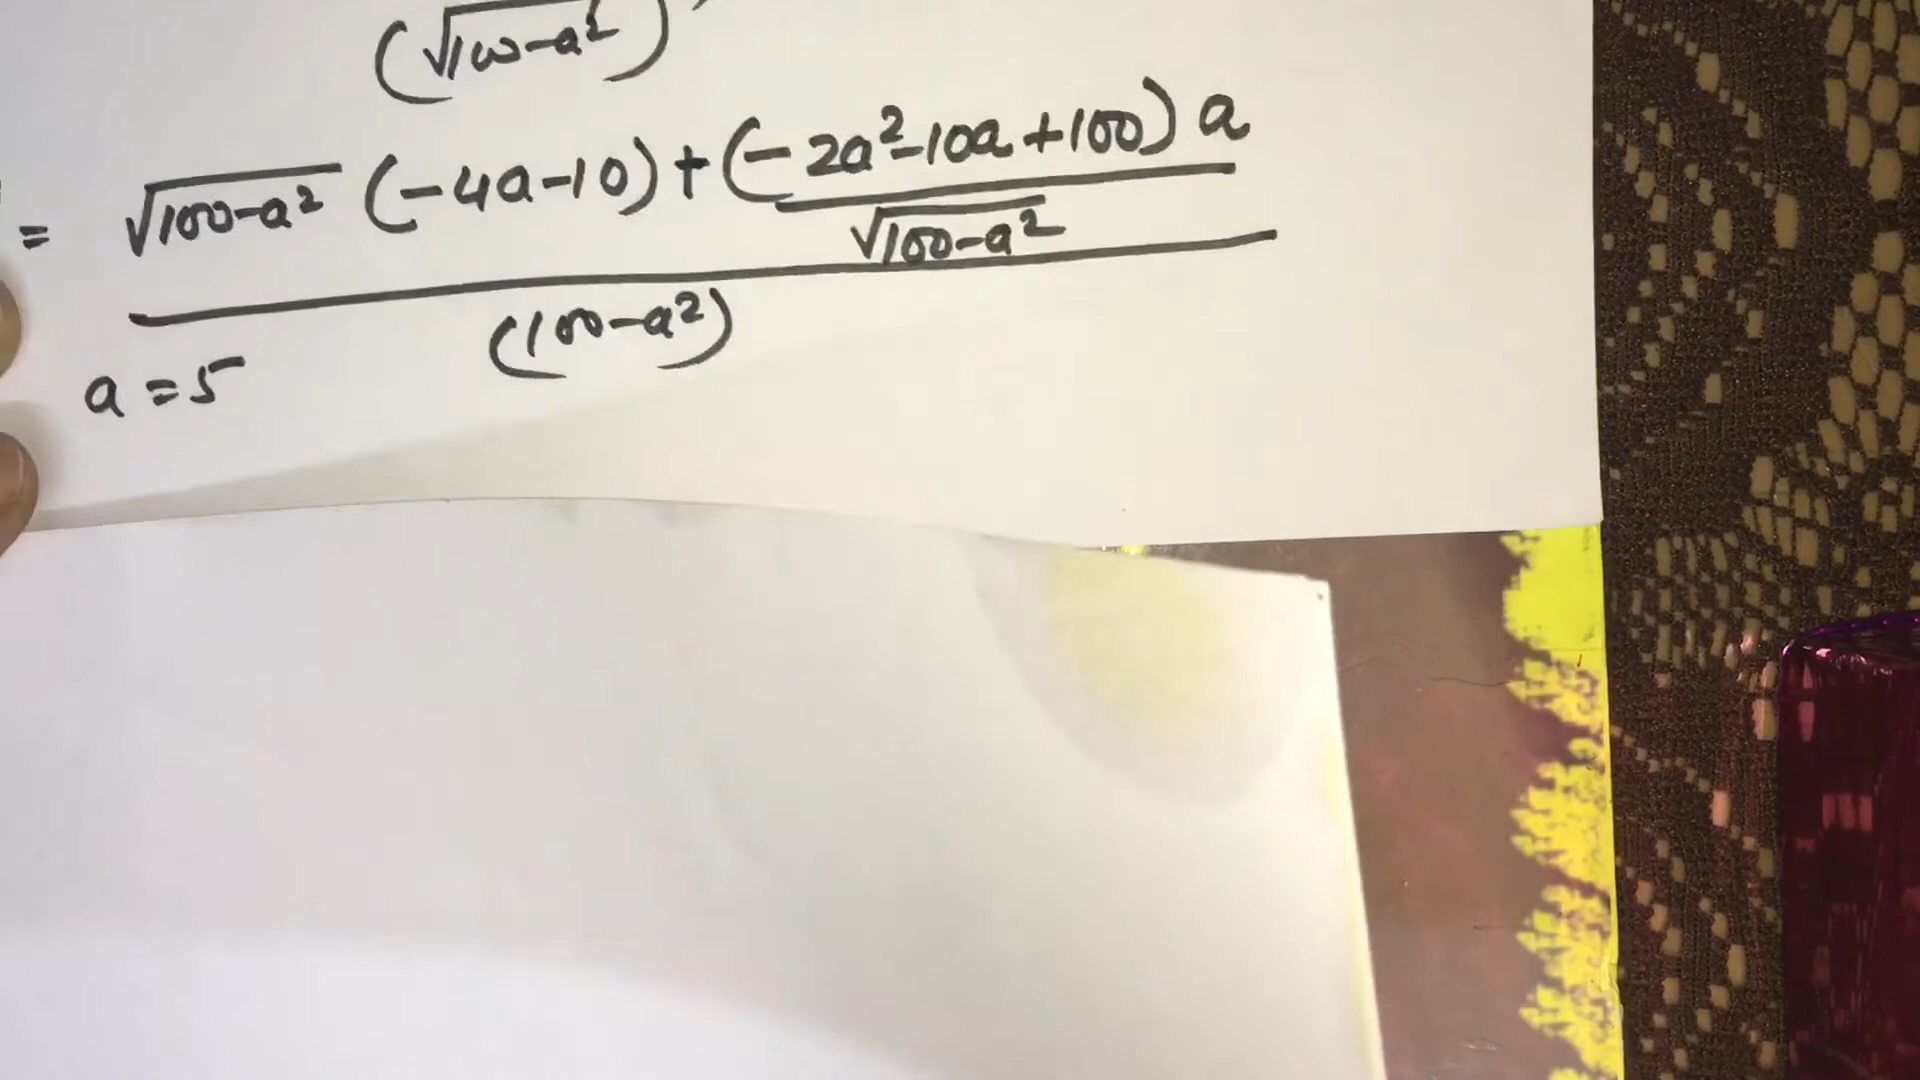 (√100-a²)
= √100-a² (-4a-10) + (-2a²-10a+100) a
√100-a²
(100-a²)
a = 5